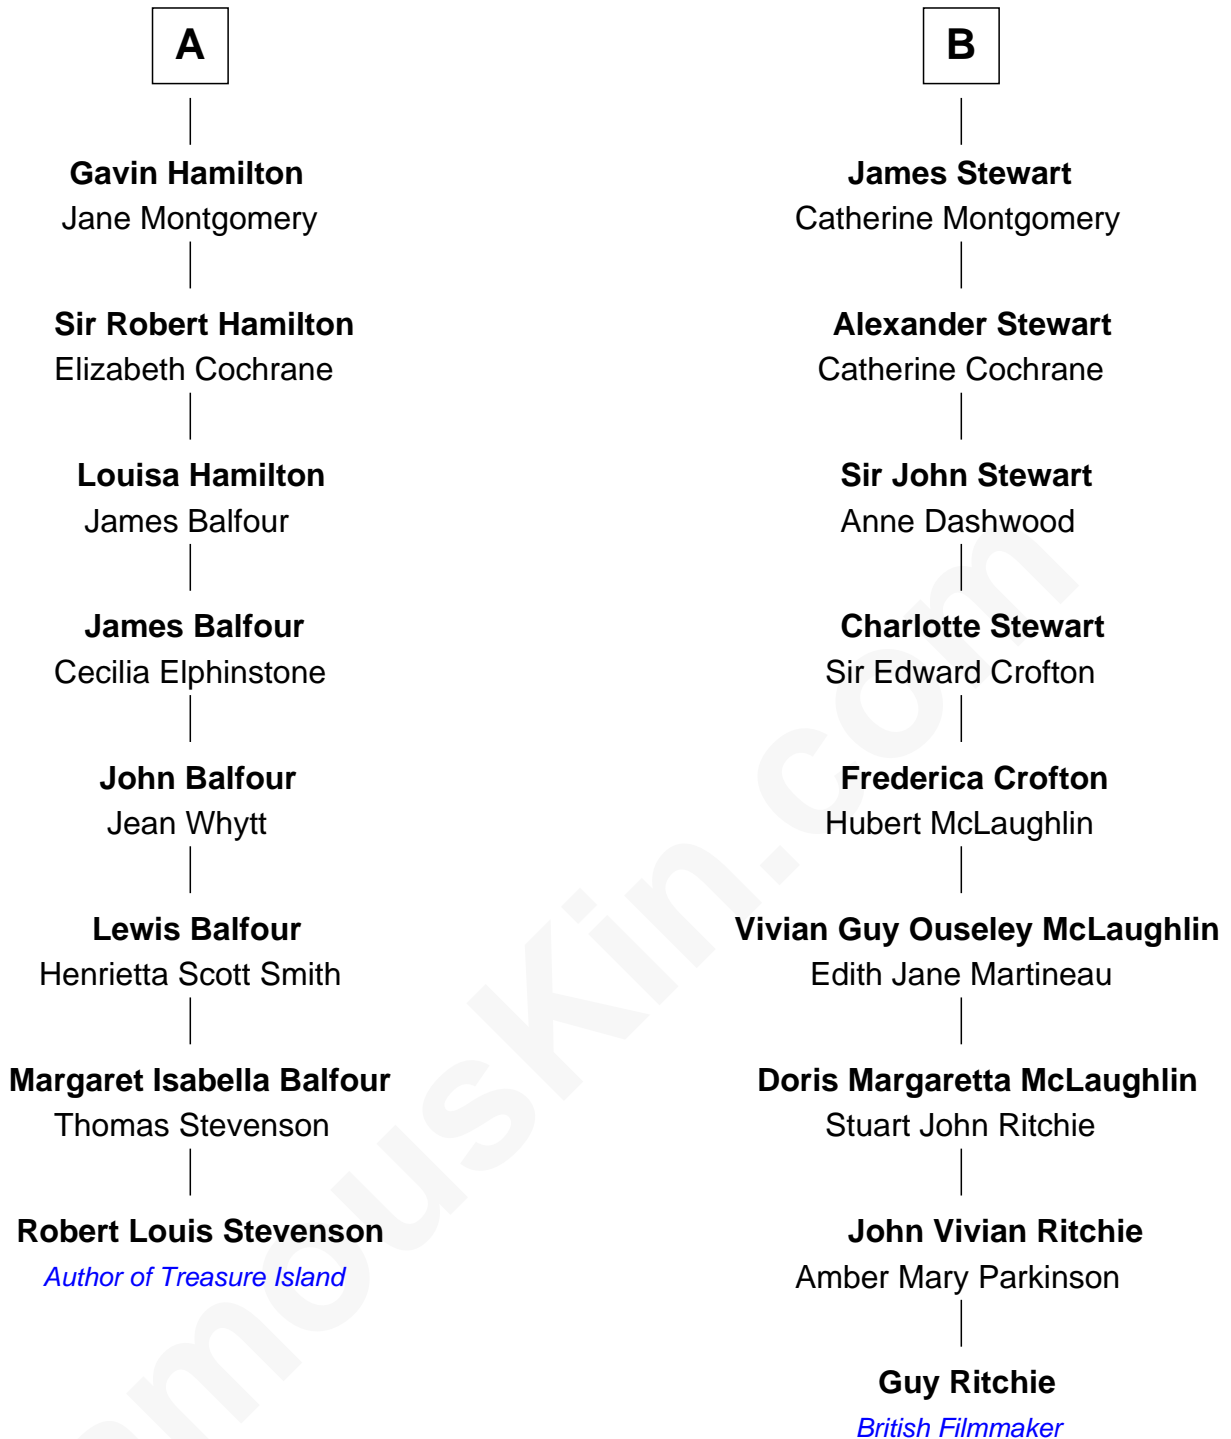 A
Gavin Hamilton
Jane Montgomery
Sir Robert Hamilton
Elizabeth Cochrane
Louisa Hamilton
James Balfour
James Balfour
Cecilia Elphinstone
John Balfour
Jean Whytt
Lewis Balfour
Henrietta Scott Smith
Margaret Isabella Balfour
Thomas Stevenson
Robert Louis Stevenson
Author of Treasure Island
B
James Stewart
Catherine Montgomery
Alexander Stewart
Catherine Cochrane
Sir John Stewart
Anne Dashwood
Charlotte Stewart
Sir Edward Crofton
Frederica Crofton
Hubert McLaughlin
Vivian Guy Ouseley McLaughlin
Edith Jane Martineau
Doris Margaretta McLaughlin
Stuart John Ritchie
John Vivian Ritchie
Amber Mary Parkinson
Guy Ritchie
British Filmmaker
amousKin.com